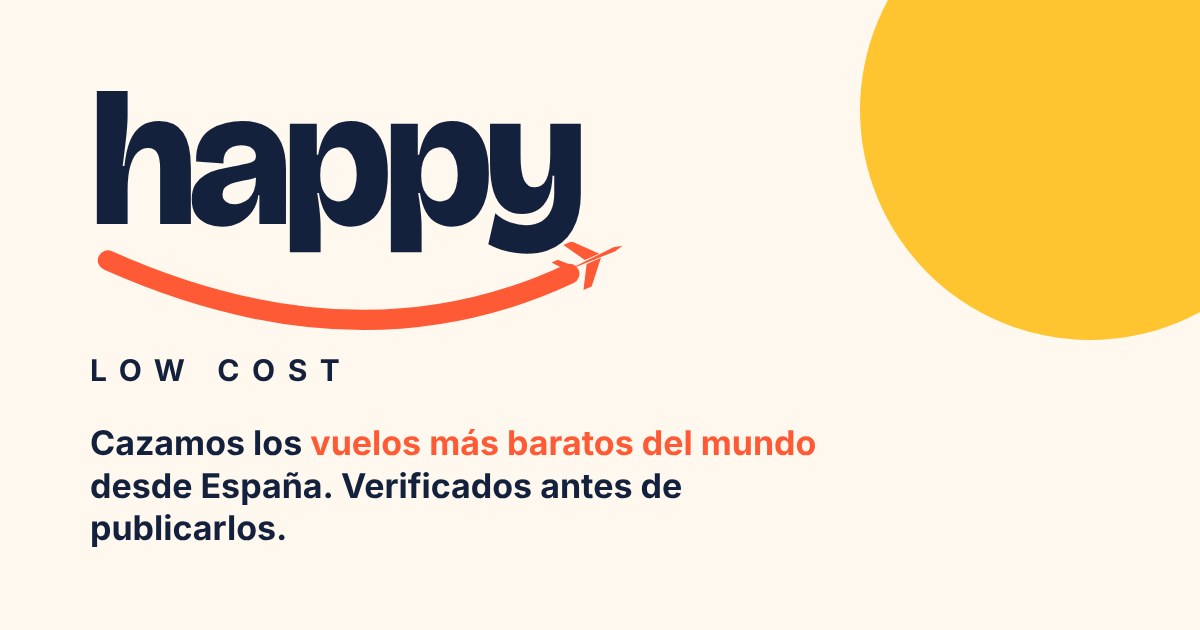 happy
LOW COST
Cazamos los vuelos más baratos del mundo
desde España. Verificados antes de
publicarlos.